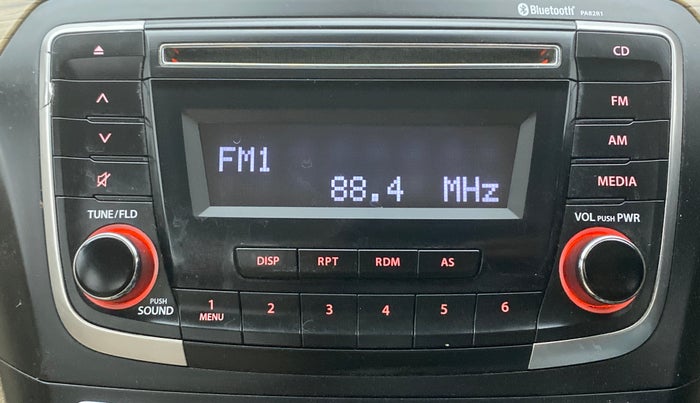 Bluetooth® PA82R1
CD
FM
FM1
AM
88.4 MHz
MEDIA
TUNE/FLD
VOL PUSH PWR
DISP RPT RDM AS
PUSH
SOUND
1 2 3 4 5 6
MENU